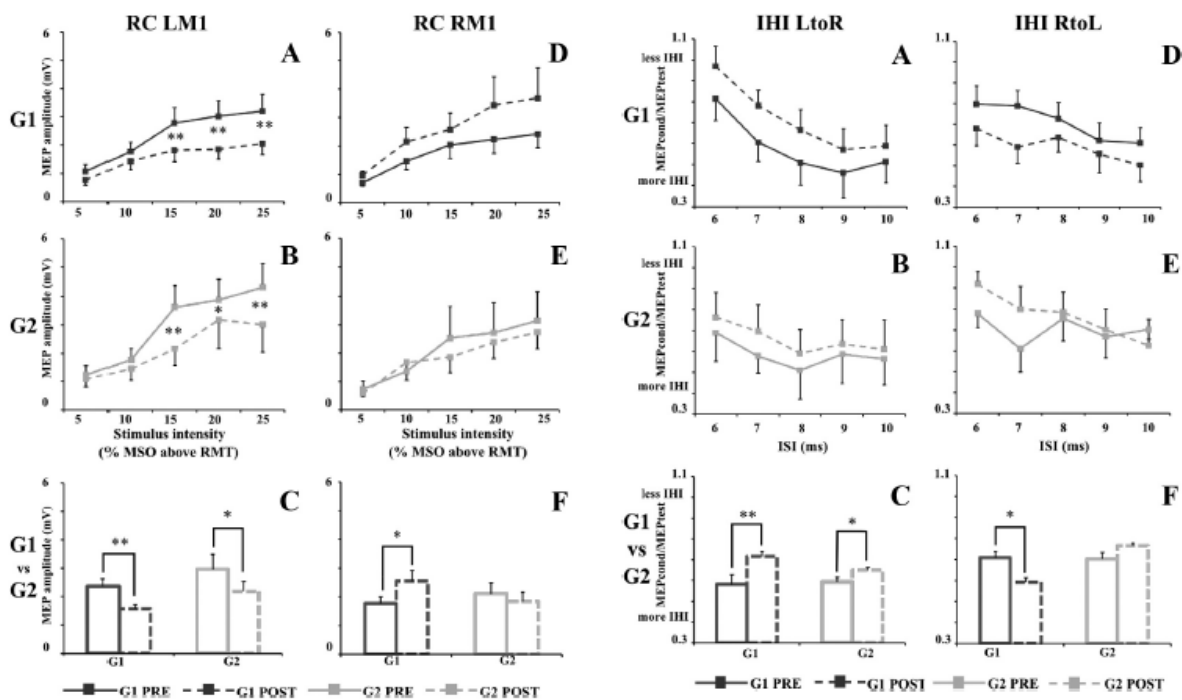 RC LM1
RC RM1
IHI LtoR
IHI RtoL
G1
MEP amplitude (mV)
6
0
A
**
**
**
5 10 15 20 25
6
0
D
5 10 15 20 25
G1
MEPcond/MEPtest
1.1
less IHI
more IHI
0.3
A
6 7 8 9 10
1.1
0.3
D
6 7 8 9 10
G2
MEP amplitude (mV)
6
0
B
**
*
**
5 10 15 20 25
Stimulus intensity
(% MSO above RMT)
6
0
E
5 10 15 20 25
Stimulus intensity
(% MSO above RMT)
G2
MEPcond/MEPtest
1.1
less IHI
more IHI
0.3
B
6 7 8 9 10
ISI (ms)
1.1
0.3
E
6 7 8 9 10
ISI (ms)
G1
vs
G2
MEP amplitude (mV)
6
0
C
**
*
G1 G2
6
0
F
*
G1 G2
G1
vs
G2
MEPcond/MEPtest
1.1
less IHI
more IHI
0.3
C
**
*
G1 G2
1.1
0.3
F
*
G1 G2
G1 PRE G1 POST G2 PRE G2 POST
G1 PRE G1 POST G2 PRE G2 POST